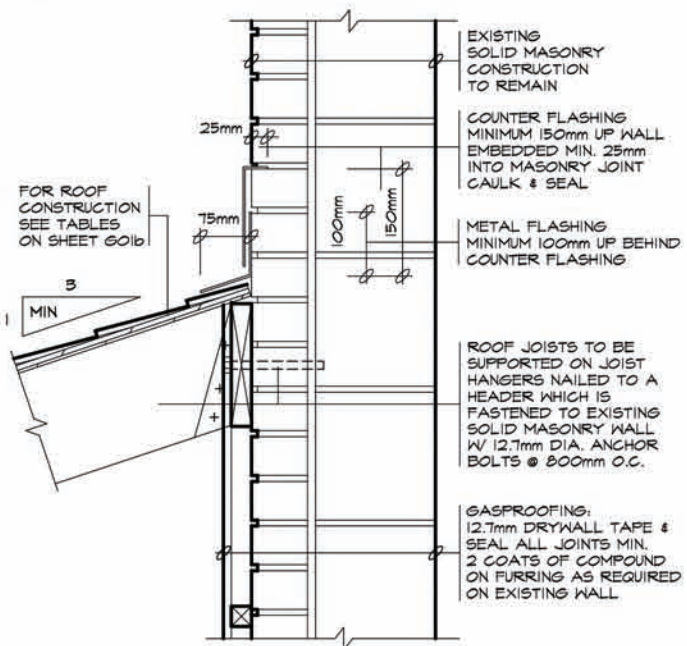 EXISTING
SOLID MASONRY
CONSTRUCTION
TO REMAIN
25mm
COUNTER FLASHING
MINIMUM 150mm UP WALL
EMBEDDED MIN. 25mm
INTO MASONRY JOINT
CAULK & SEAL
FOR ROOF
CONSTRUCTION
SEE TABLES
ON SHEET G01b
75mm
100mm
150mm
METAL FLASHING
MINIMUM 100mm UP BEHIND
COUNTER FLASHING
3
1
MIN
ROOF JOISTS TO BE
SUPPORTED ON JOIST
HANGERS NAILED TO A
HEADER WHICH IS
FASTENED TO EXISTING
SOLID MASONRY WALL
W/ 12.7mm DIA. ANCHOR
BOLTS @ 800mm O.C.
GASPROOFING:
12.7mm DRYWALL TAPE &
SEAL ALL JOINTS MIN.
2 COATS OF COMPOUND
ON FURRING AS REQUIRED
ON EXISTING WALL